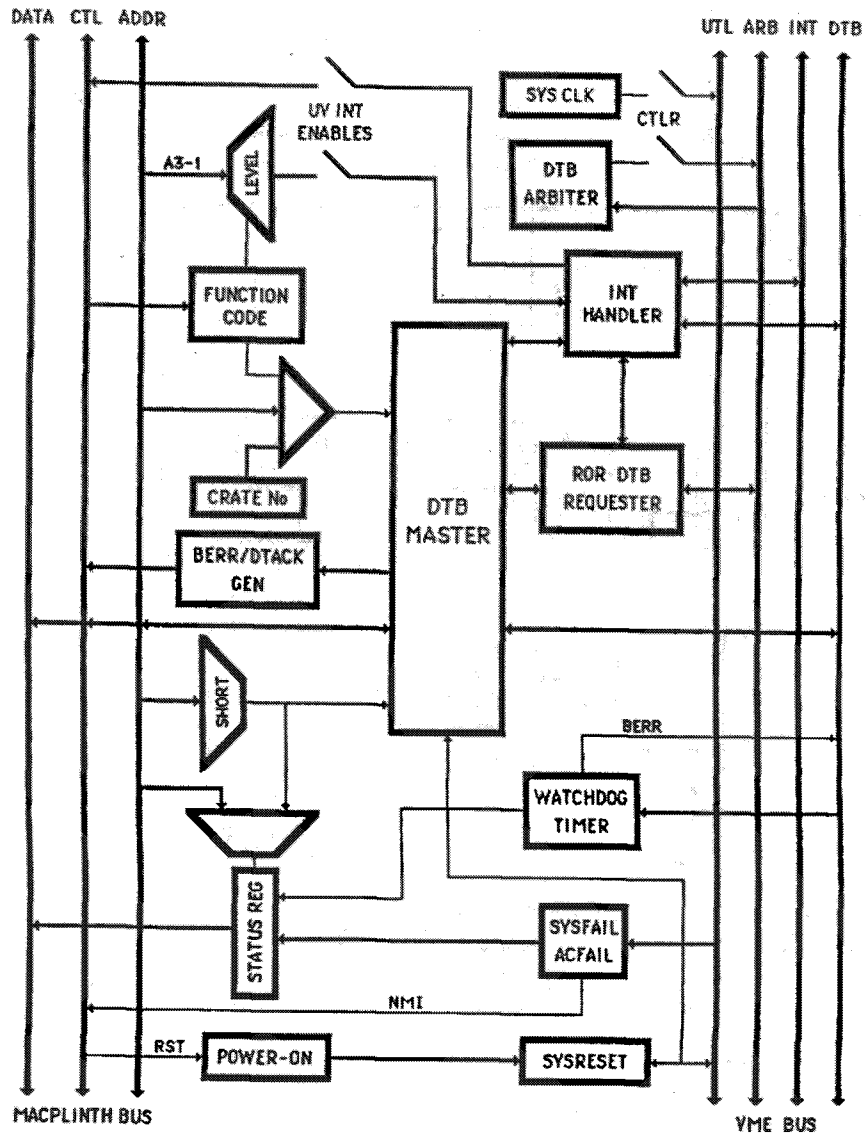 DATA CTL ADDR
UTL ARB INT DTB
SYS CLK
UV INT
ENABLES
CTLR
A3-1
LEVEL
DTB
ARBITER
FUNCTION
CODE
INT
HANDLER
CRATE No
DTB
MASTER
ROR DTB
REQUESTER
BERR/DTACK
GEN
SHORT
BERR
WATCHDOG
TIMER
STATUS REG
SYSFAIL
ACFAIL
NMI
RST
POWER-ON
SYSRESET
MACPLINTH BUS
VME BUS